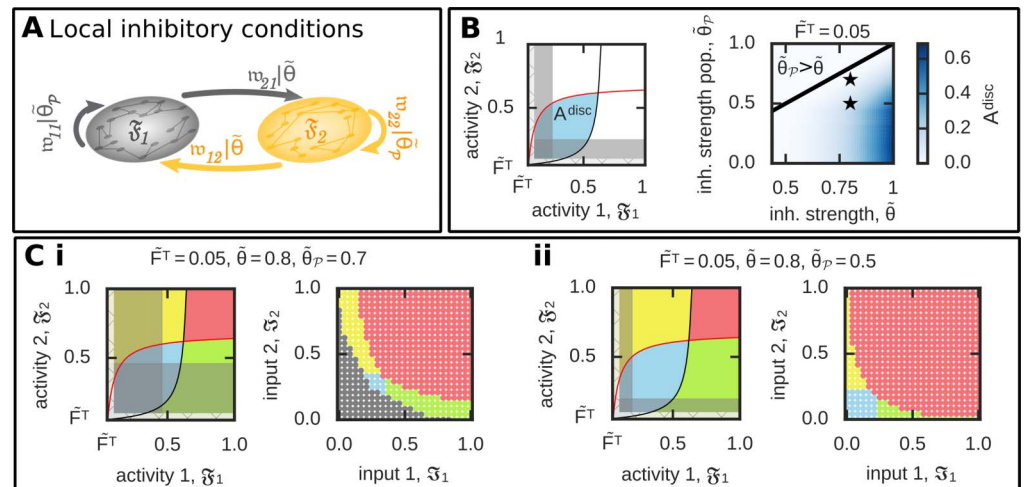 A Local inhibitory conditions
𝔴₂₁|θ̃
𝔴₁₁|θ̃𝒫
𝔉₁
𝔉₂
𝔴₂₂|θ̃𝒫
𝔴₁₂|θ̃
B
1
0.5
F̃ᵀ
F̃ᵀ
0.5
1
activity 2, 𝔉₂
activity 1, 𝔉₁
Aᵈⁱˢᶜ
F̃ᵀ = 0.05
θ̃𝒫 > θ̃
★
★
1.0
0.5
0.0
0.5
0.75
1
inh. strength pop., θ̃𝒫
inh. strength, θ̃
0.6
0.4
0.2
0.0
Aᵈⁱˢᶜ
C i
F̃ᵀ = 0.05, θ̃ = 0.8, θ̃𝒫 = 0.7
1.0
0.5
F̃ᵀ
F̃ᵀ
0.5
1.0
activity 2, 𝔉₂
activity 1, 𝔉₁
1.0
0.5
0.0
0.0
0.5
1.0
input 2, ℑ₂
input 1, ℑ₁
ii
F̃ᵀ = 0.05, θ̃ = 0.8, θ̃𝒫 = 0.5
1.0
0.5
F̃ᵀ
F̃ᵀ
0.5
1.0
activity 2, 𝔉₂
activity 1, 𝔉₁
1.0
0.5
0.0
0.0
0.5
1.0
input 2, ℑ₂
input 1, ℑ₁